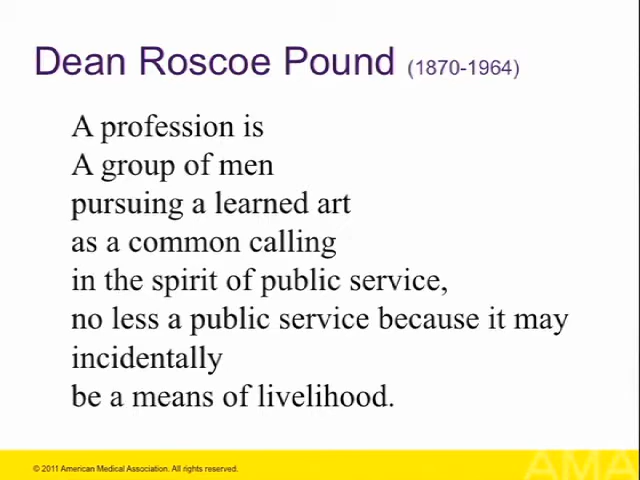 Dean Roscoe Pound (1870-1964)
A profession is
A group of men
pursuing a learned art
as a common calling
in the spirit of public service,
no less a public service because it may
incidentally
be a means of livelihood.
© 2011 American Medical Association. All rights reserved.
AMA